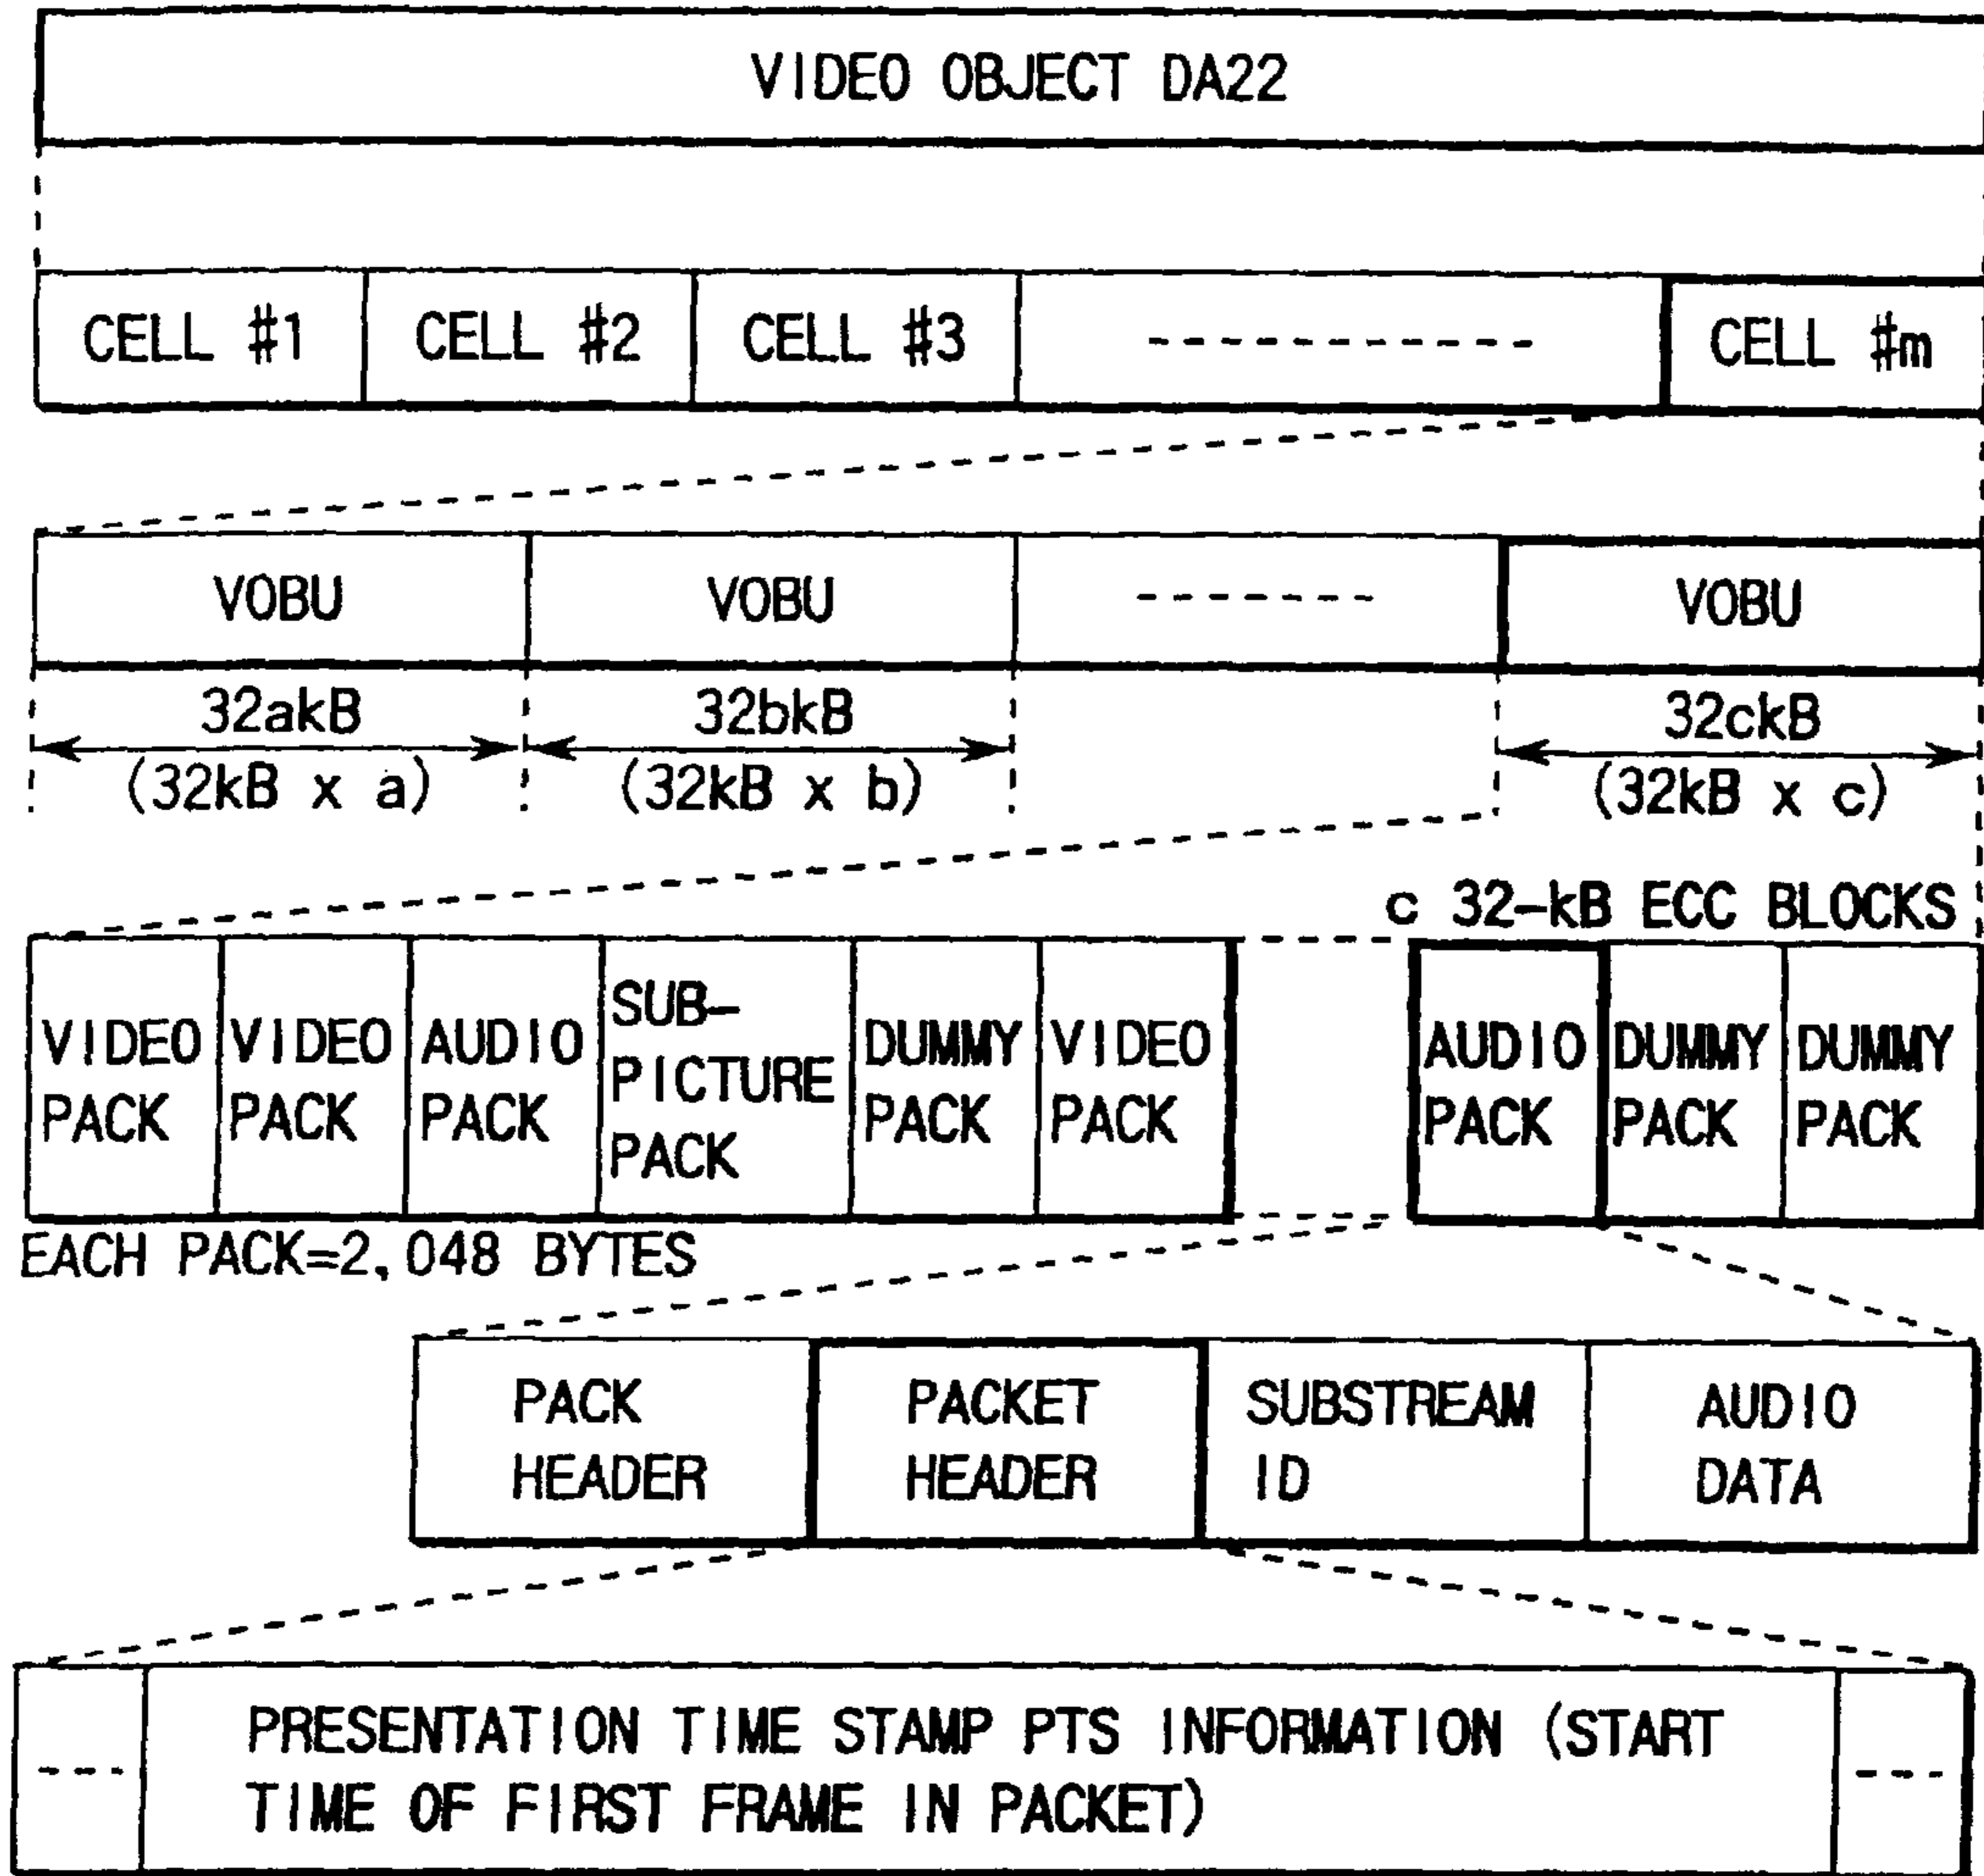 VIDEO OBJECT DA22
CELL #1 CELL #2 CELL #3 ------------ CELL #m
VOBU VOBU -------- VOBU
32akB 32bkB 32ckB
(32kB x a) (32kB x b) (32kB x c)
c 32-kB ECC BLOCKS
VIDEO
PACK
VIDEO
PACK
AUDIO
PACK
SUB-
PICTURE
PACK
DUMMY
PACK
VIDEO
PACK
AUDIO
PACK
DUMMY
PACK
DUMMY
PACK
EACH PACK=2,048 BYTES
PACK
HEADER
PACKET
HEADER
SUBSTREAM
ID
AUDIO
DATA
--- PRESENTATION TIME STAMP PTS INFORMATION (START ---
TIME OF FIRST FRAME IN PACKET)